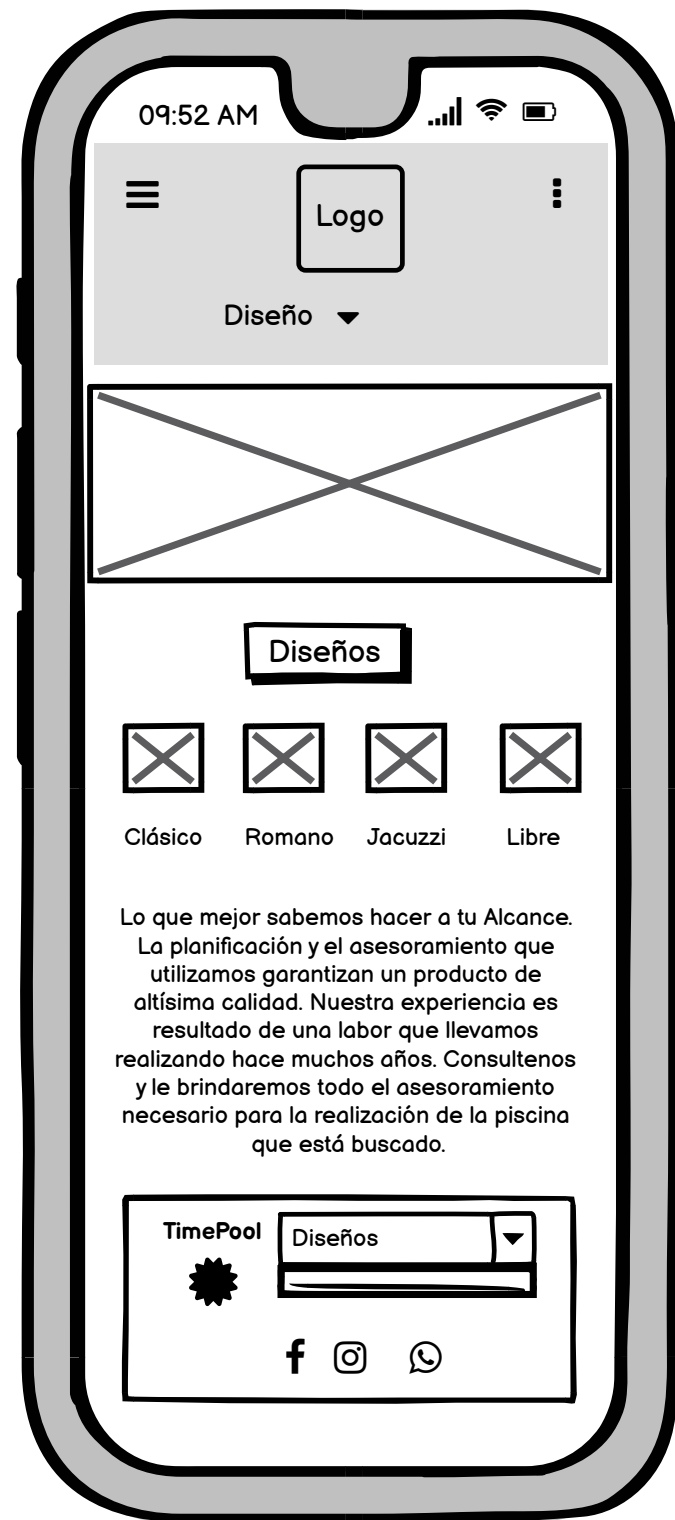 09:52 AM
Logo
Diseño
Diseños
Clásico Romano Jacuzzi Libre
Lo que mejor sabemos hacer a tu Alcance.
La planificación y el asesoramiento que
utilizamos garantizan un producto de
altísima calidad. Nuestra experiencia es
resultado de una labor que llevamos
realizando hace muchos años. Consultenos
y le brindaremos todo el asesoramiento
necesario para la realización de la piscina
que está buscado.
TimePool
Diseños